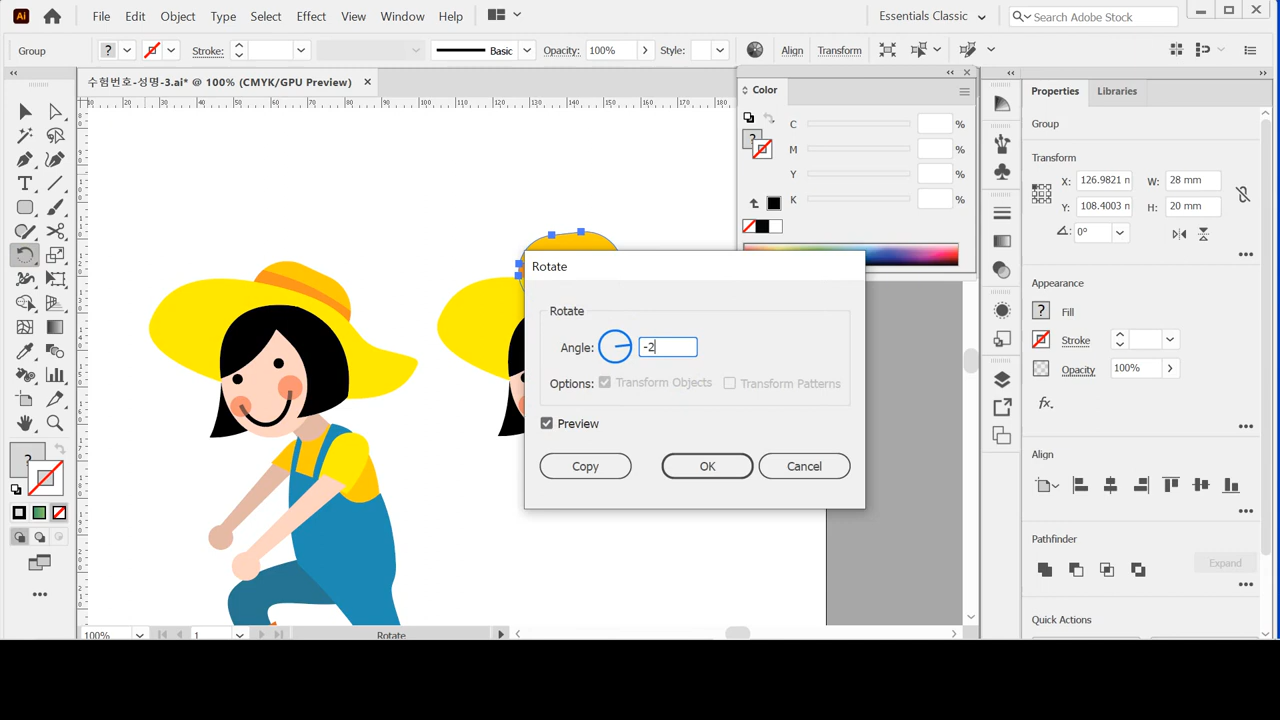 Ai File Edit Object Type Select Effect View Window Help Essentials Classic Search Adobe Stock
Group ? Stroke: Basic Opacity: 100% Style: Align Transform
수험번호-성명-3.ai* @ 100% (CMYK/GPU Preview)
Color
C %
M %
Y %
K %
Properties Libraries
Group
Transform
X: 126.9821 W: 28 mm
Y: 108.4003 H: 20 mm
0°
Appearance
? Fill
Stroke
Opacity 100%
fx.
Align
Pathfinder
Expand
Quick Actions
Rotate
Rotate
Angle: -2
Options: Transform Objects Transform Patterns
Preview
Copy OK Cancel
100% 1 Rotate